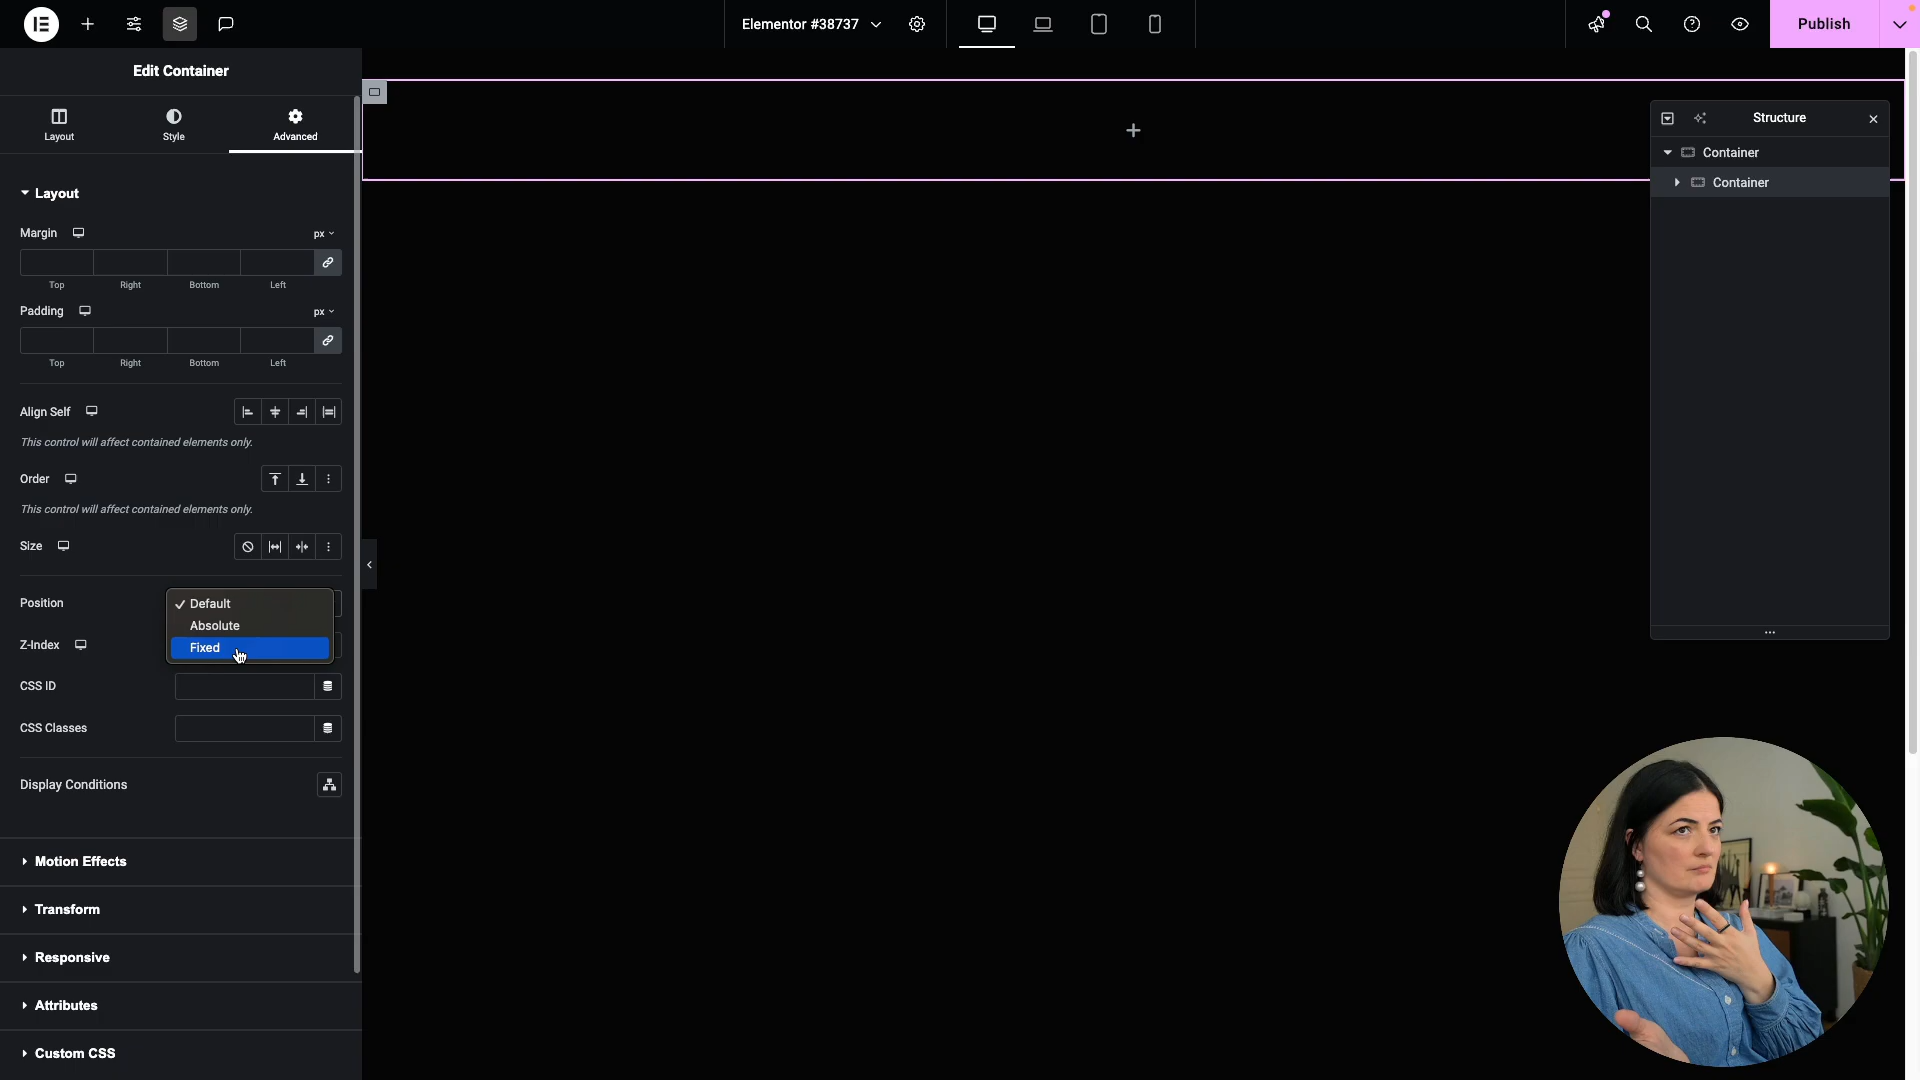 Elementor #38737
Publish
Edit Container
Layout
Style
Advanced
Layout
Margin
px
Top
Right
Bottom
Left
Padding
px
Top
Right
Bottom
Left
Align Self
This control will affect contained elements only.
Order
This control will affect contained elements only.
Size
Position
Default
Absolute
Fixed
Z-Index
CSS ID
CSS Classes
Display Conditions
Motion Effects
Transform
Responsive
Attributes
Custom CSS
Structure
Container
Container